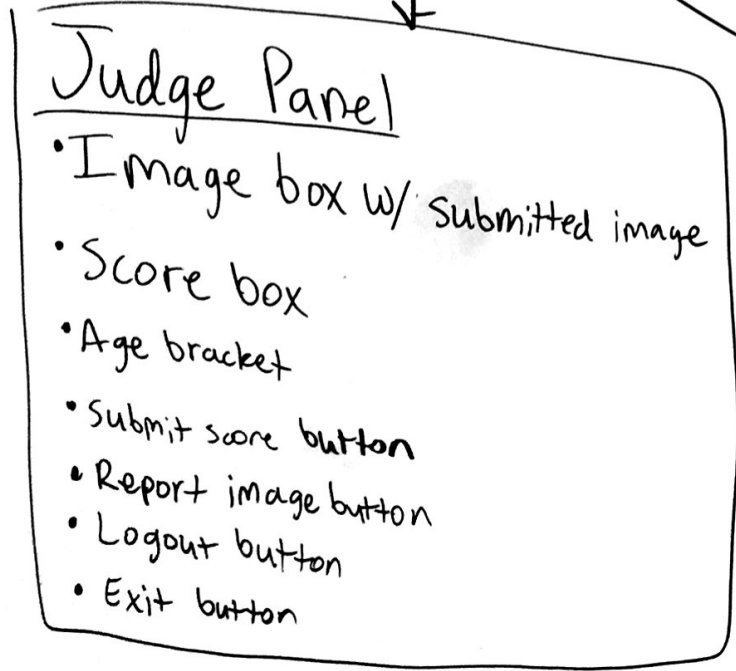 Judge Panel
• Image box w/ submitted image
• Score box
• Age bracket
• Submit score button
• Report image button
• Logout button
• Exit button